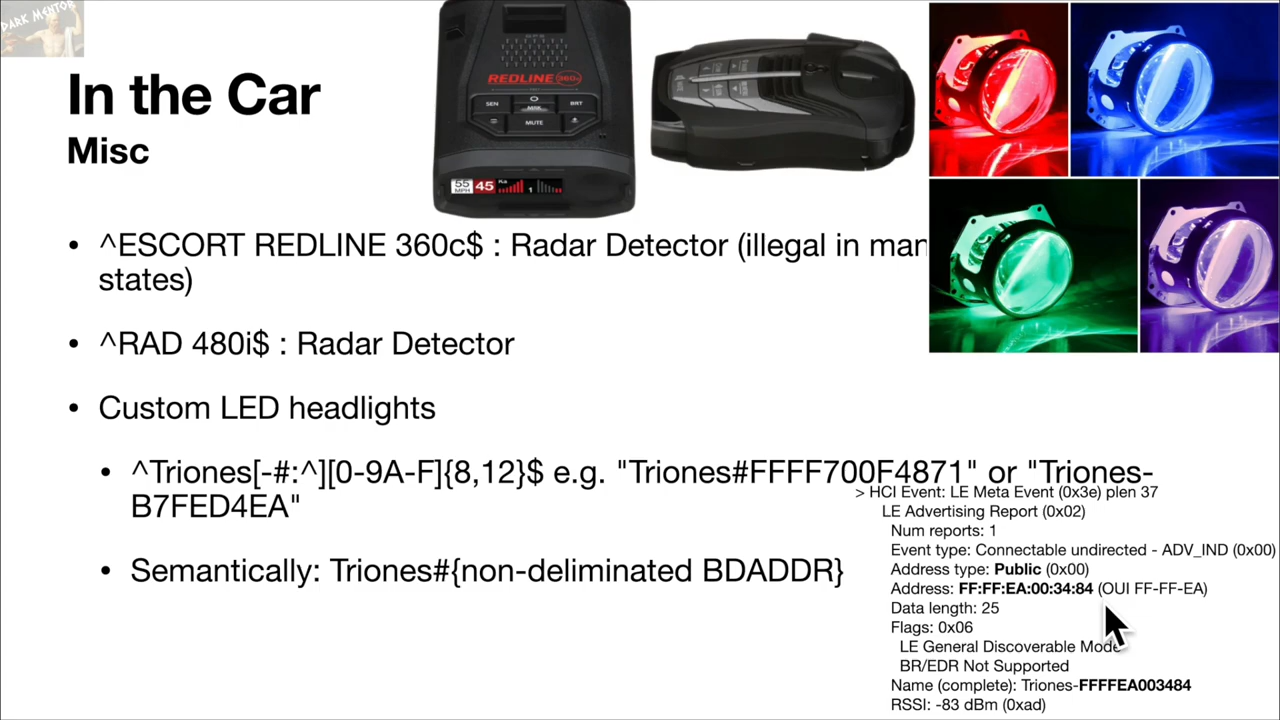 DARK MENTOR
In the Car
Misc
REDLINE 360c
SEN
MRK
BRT
MUTE
55 MPH 45 Ka 1
• ^ESCORT REDLINE 360c$ : Radar Detector (illegal in man
states)
• ^RAD 480i$ : Radar Detector
• Custom LED headlights
• ^Triones[-#:^][0-9A-F]{8,12}$ e.g. "Triones#FFFF700F4871" or "Triones-
B7FED4EA"
• Semantically: Triones#{non-deliminated BDADDR}
> HCI Event: LE Meta Event (0x3e) plen 37
LE Advertising Report (0x02)
Num reports: 1
Event type: Connectable undirected - ADV_IND (0x00)
Address type: Public (0x00)
Address: FF:FF:EA:00:34:84 (OUI FF-FF-EA)
Data length: 25
Flags: 0x06
LE General Discoverable Mode
BR/EDR Not Supported
Name (complete): Triones-FFFFEA003484
RSSI: -83 dBm (0xad)